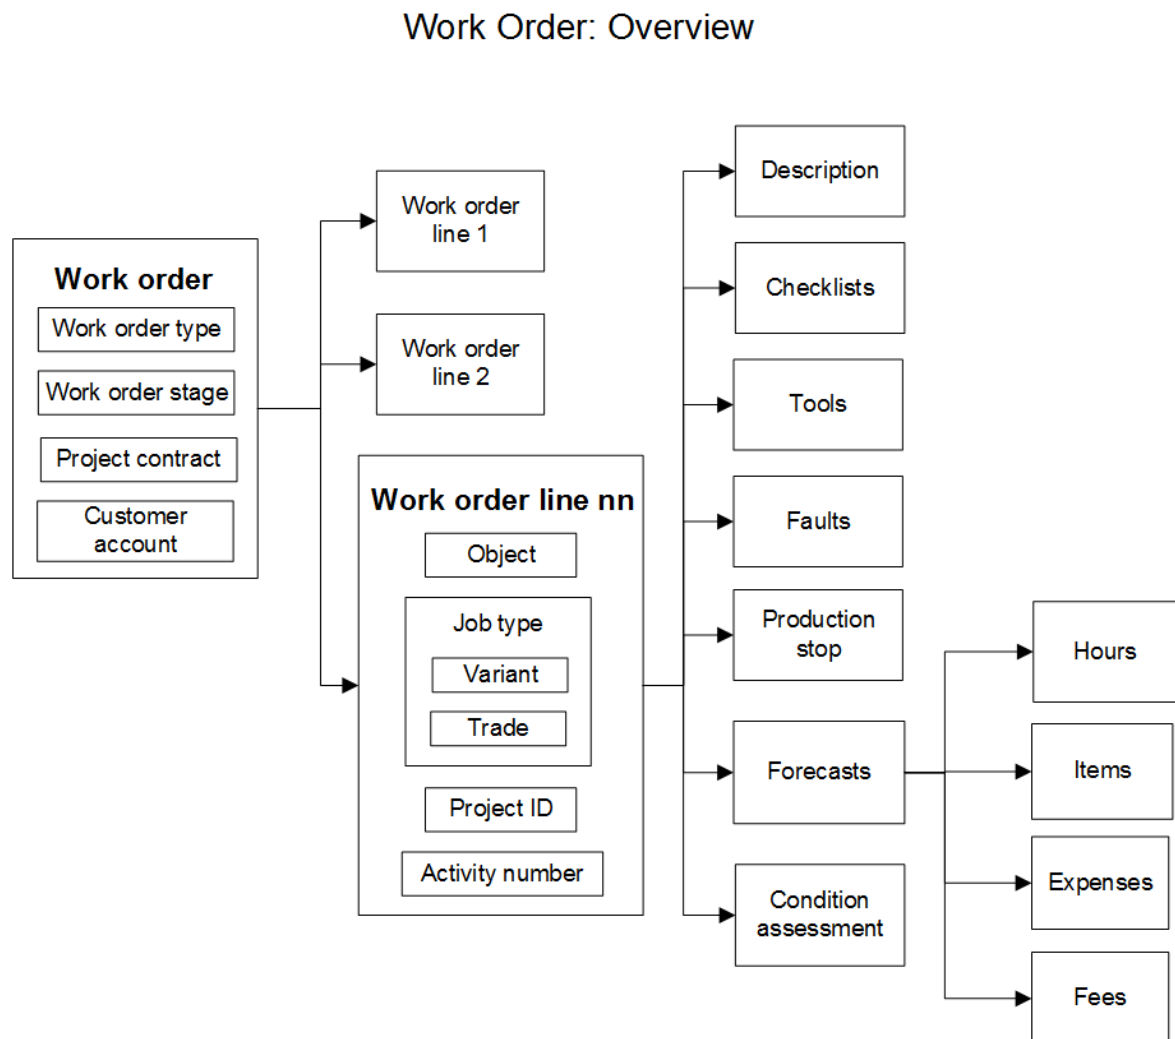 Work Order: Overview
Work order
Work order type
Work order stage
Project contract
Customer
account
Work order
line 1
Work order
line 2
Work order line nn
Object
Job type
Variant
Trade
Project ID
Activity number
Description
Checklists
Tools
Faults
Production
stop
Forecasts
Condition
assessment
Hours
Items
Expenses
Fees